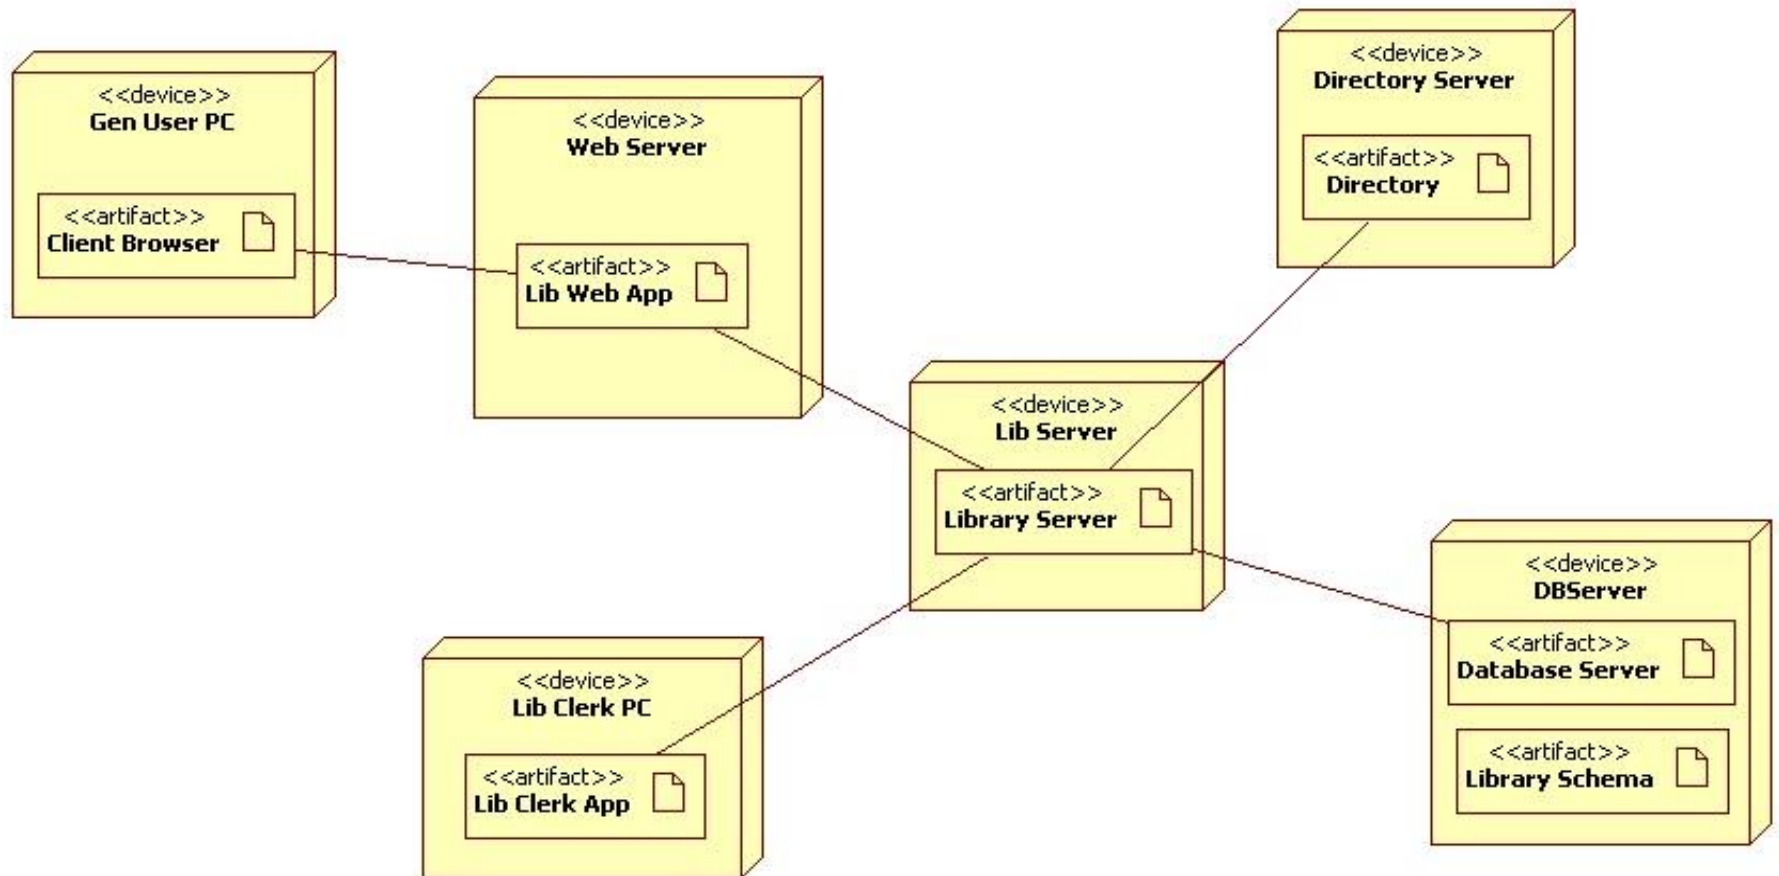 <<device>>
Gen User PC
<<artifact>>
Client Browser
<<device>>
Web Server
<<artifact>>
Lib Web App
<<device>>
Directory Server
<<artifact>>
Directory
<<device>>
Lib Server
<<artifact>>
Library Server
<<device>>
Lib Clerk PC
<<artifact>>
Lib Clerk App
<<device>>
DBServer
<<artifact>>
Database Server
<<artifact>>
Library Schema